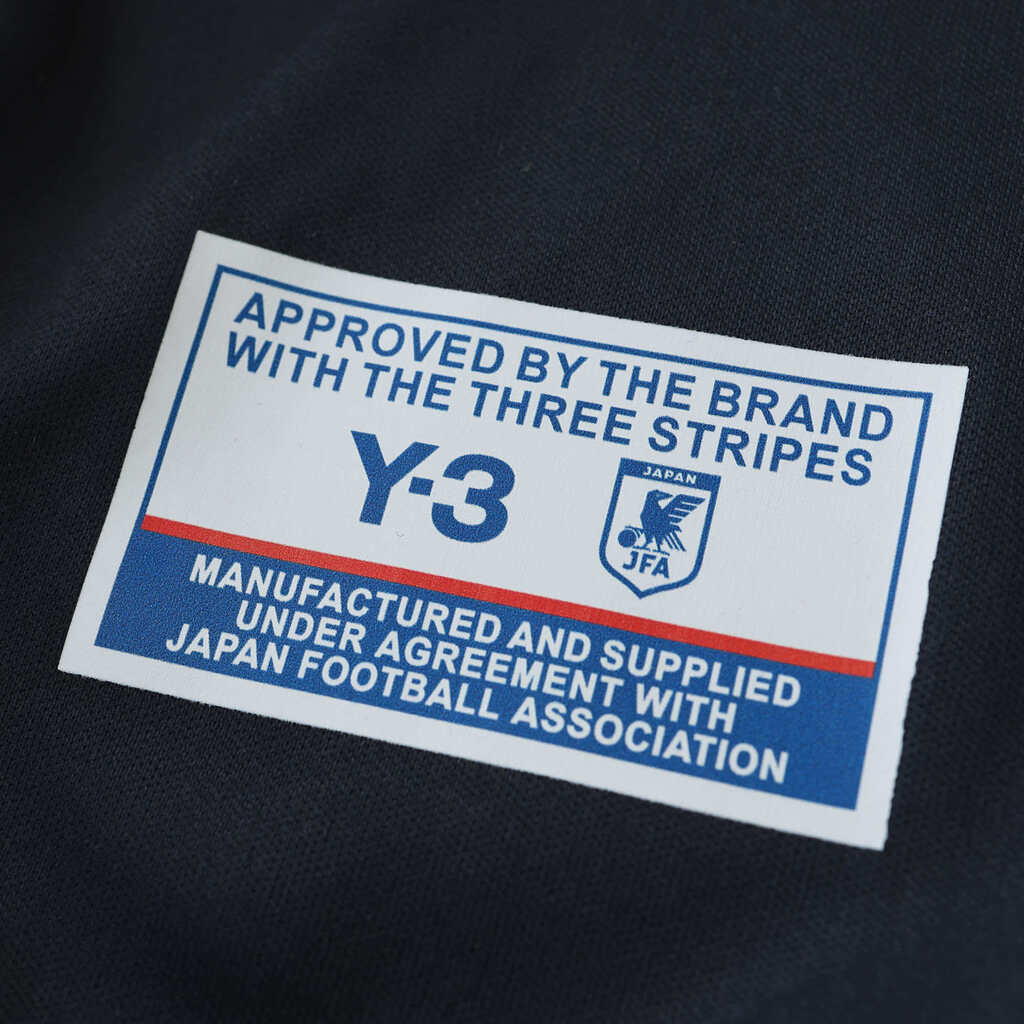 APPROVED BY THE BRAND
WITH THE THREE STRIPES
Y-3
JAPAN
JFA
MANUFACTURED AND SUPPLIED
UNDER AGREEMENT WITH
JAPAN FOOTBALL ASSOCIATION